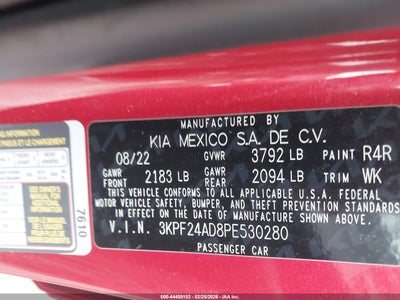 MANUFACTURED BY
KIA MEXICO S.A. DE C.V.
08/22 GVWR 3792 LB PAINT R4R
GAWR FRONT 2183 LB GAWR REAR 2094 LB TRIM WK
THIS VEHICLE CONFORMS TO ALL APPLICABLE U.S.A. FEDERAL
MOTOR VEHICLE SAFETY, BUMPER, AND THEFT PREVENTION STANDARDS
IN EFFECT ON THE DATE OF MANUFACTURE SHOWN ABOVE.
V.I.N. 3KPF24AD8PE530280
PASSENGER CAR
7610
000-44450152 - 02/25/2026 - IAAI